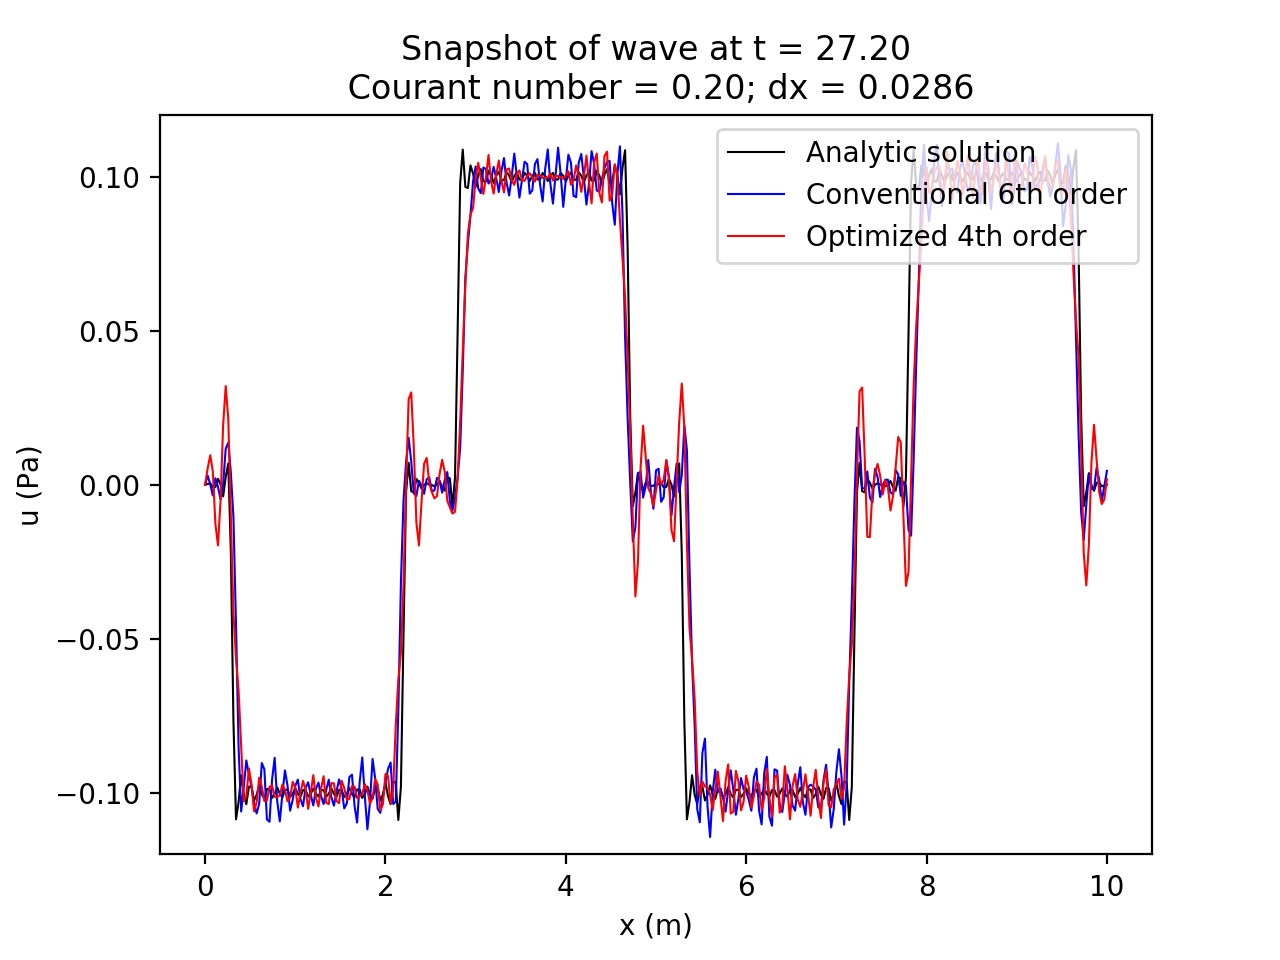 Snapshot of wave at t = 27.20
Courant number = 0.20; dx = 0.0286
Analytic solution
Conventional 6th order
Optimized 4th order
0.10
0.05
0.00
−0.05
−0.10
u (Pa)
0 2 4 6 8 10
x (m)